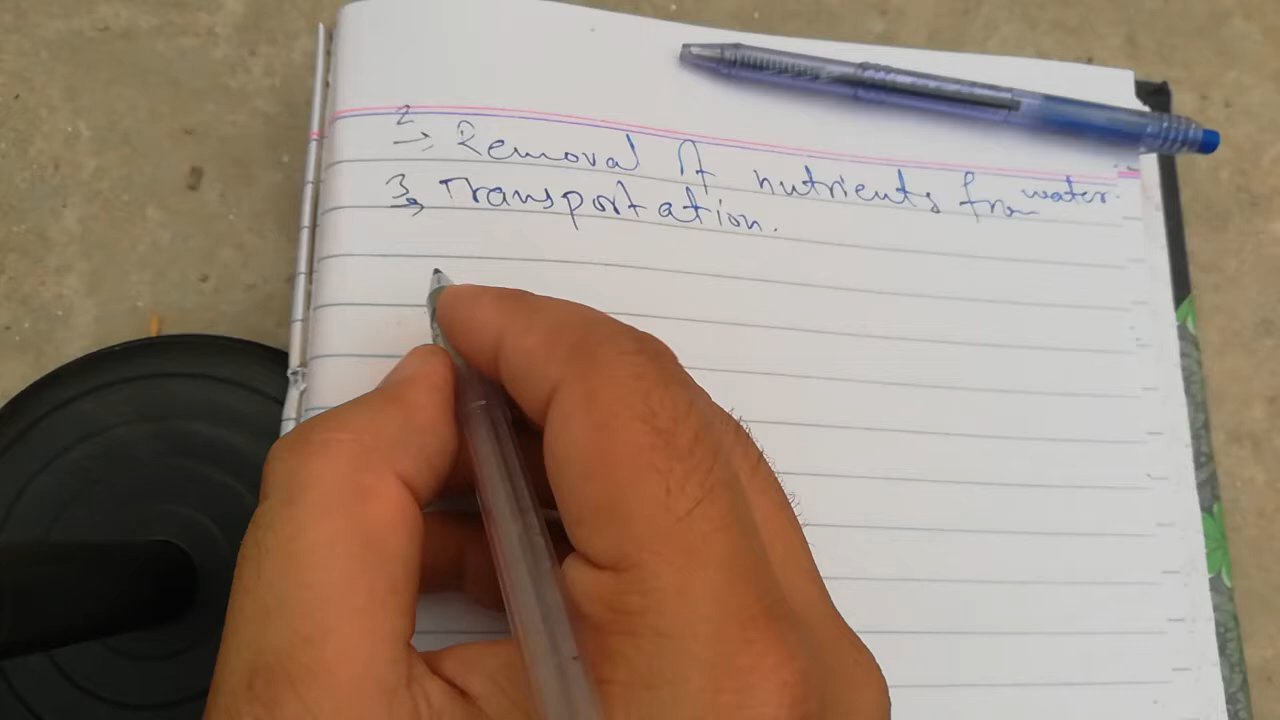 2
→ Removal of nutrients from water.
3→ Transportation.